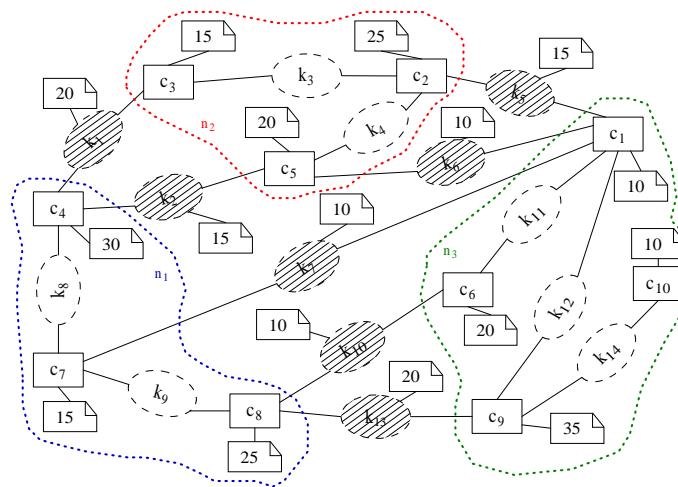 15
25
15
c₃
k₃
c₂
20
k₅
20
10
c₁
n₂
k₁
k₄
c₅
k₆
10
k₂
c₄
10
k₁₁
15
30
10
n₁
n₃
k₇
c₆
c₁₀
k₈
k₁₂
10
20
k₁₀
k₁₄
c₇
20
k₉
c₈
k₁₃
c₉
15
35
25